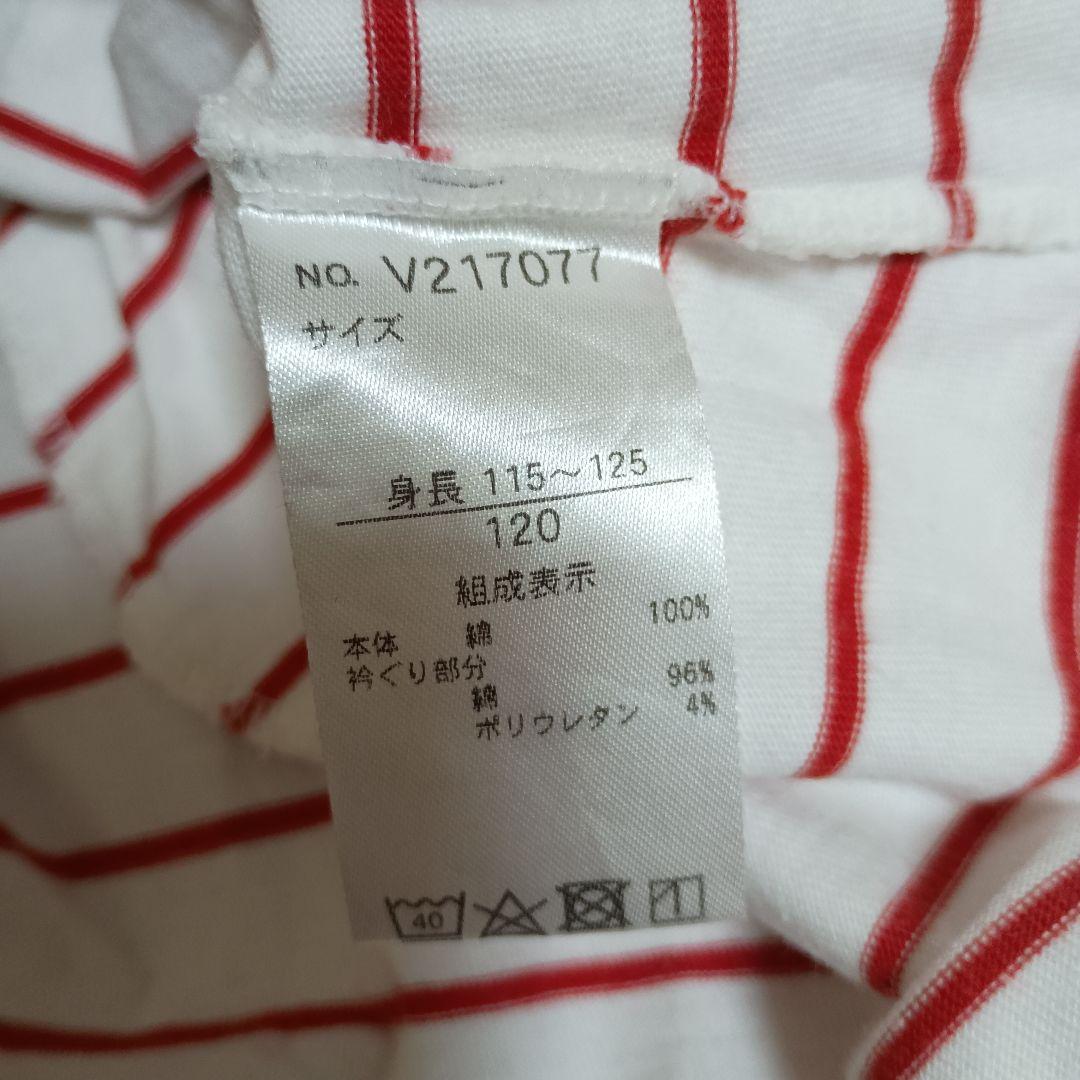 NO. V217077
サイズ
身長 115～125
120
組成表示
本体 綿 100%
衿ぐり部分
綿 96%
ポリウレタン 4%
40